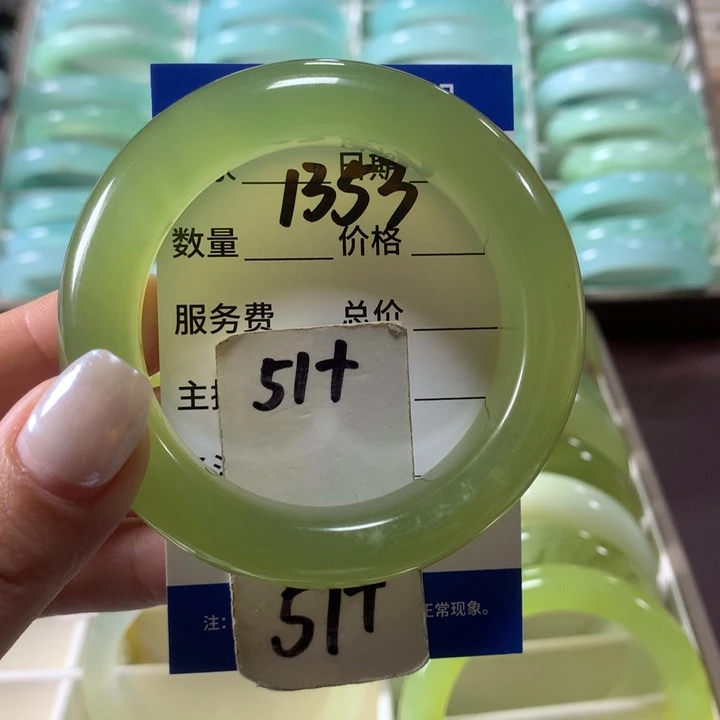 日期
1353
数量 价格
服务费 总价
51+
主
51+
注: 正常现象。